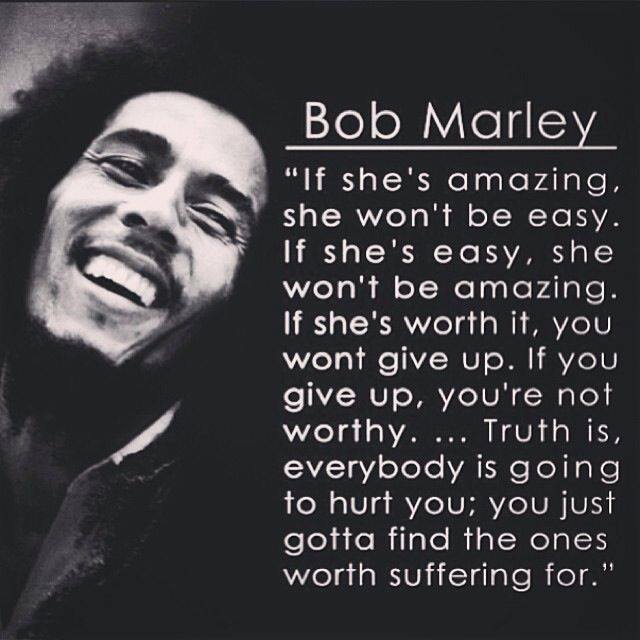 Bob Marley
"If she's amazing,
she won't be easy.
If she's easy, she
won't be amazing.
If she's worth it, you
wont give up. If you
give up, you're not
worthy. ... Truth is,
everybody is going
to hurt you; you just
gotta find the ones
worth suffering for."